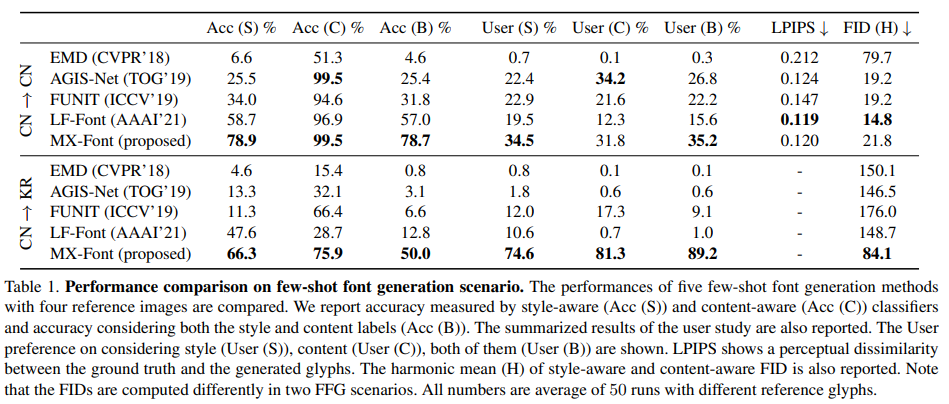 Acc (S) % Acc (C) % Acc (B) % User (S) % User (C) % User (B) % LPIPS ↓ FID (H) ↓
CN → CN
EMD (CVPR'18) 6.6 51.3 4.6 0.7 0.1 0.3 0.212 79.7
AGIS-Net (TOG'19) 25.5 99.5 25.4 22.4 34.2 26.8 0.124 19.2
FUNIT (ICCV'19) 34.0 94.6 31.8 22.9 21.6 22.2 0.147 19.2
LF-Font (AAAI'21) 58.7 96.9 57.0 19.5 12.3 15.6 0.119 14.8
MX-Font (proposed) 78.9 99.5 78.7 34.5 31.8 35.2 0.120 21.8
CN → KR
EMD (CVPR'18) 4.6 15.4 0.8 0.8 0.1 0.1 - 150.1
AGIS-Net (TOG'19) 13.3 32.1 3.1 1.8 0.6 0.6 - 146.5
FUNIT (ICCV'19) 11.3 66.4 6.6 12.0 17.3 9.1 - 176.0
LF-Font (AAAI'21) 47.6 28.7 12.8 10.6 0.7 1.0 - 148.7
MX-Font (proposed) 66.3 75.9 50.0 74.6 81.3 89.2 - 84.1
Table 1. Performance comparison on few-shot font generation scenario. The performances of five few-shot font generation methods
with four reference images are compared. We report accuracy measured by style-aware (Acc (S)) and content-aware (Acc (C)) classifiers
and accuracy considering both the style and content labels (Acc (B)). The summarized results of the user study are also reported. The User
preference on considering style (User (S)), content (User (C)), both of them (User (B)) are shown. LPIPS shows a perceptual dissimilarity
between the ground truth and the generated glyphs. The harmonic mean (H) of style-aware and content-aware FID is also reported. Note
that the FIDs are computed differently in two FFG scenarios. All numbers are average of 50 runs with different reference glyphs.